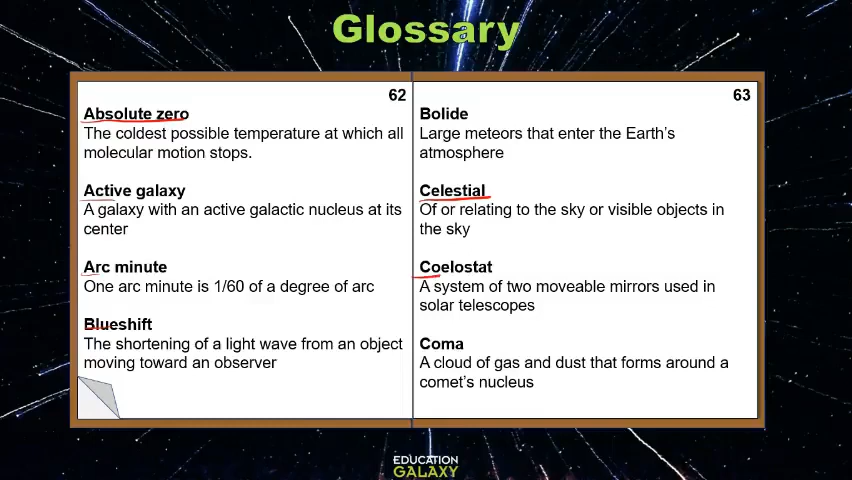 Glossary
62
Absolute zero
The coldest possible temperature at which all
molecular motion stops.
Active galaxy
A galaxy with an active galactic nucleus at its
center
Arc minute
One arc minute is 1/60 of a degree of arc
Blueshift
The shortening of a light wave from an object
moving toward an observer
63
Bolide
Large meteors that enter the Earth's
atmosphere
Celestial
Of or relating to the sky or visible objects in
the sky
Coelostat
A system of two moveable mirrors used in
solar telescopes
Coma
A cloud of gas and dust that forms around a
comet's nucleus
EDUCATION
GALAXY